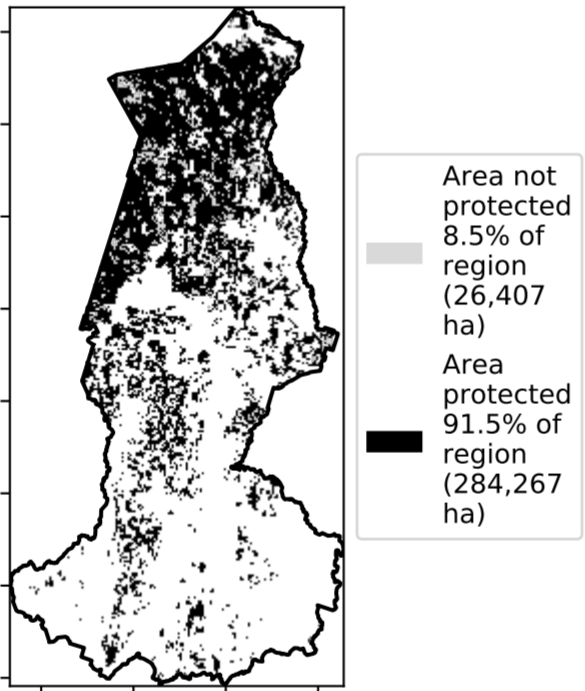 Area not
protected
8.5% of
region
(26,407
ha)
Area
protected
91.5% of
region
(284,267
ha)